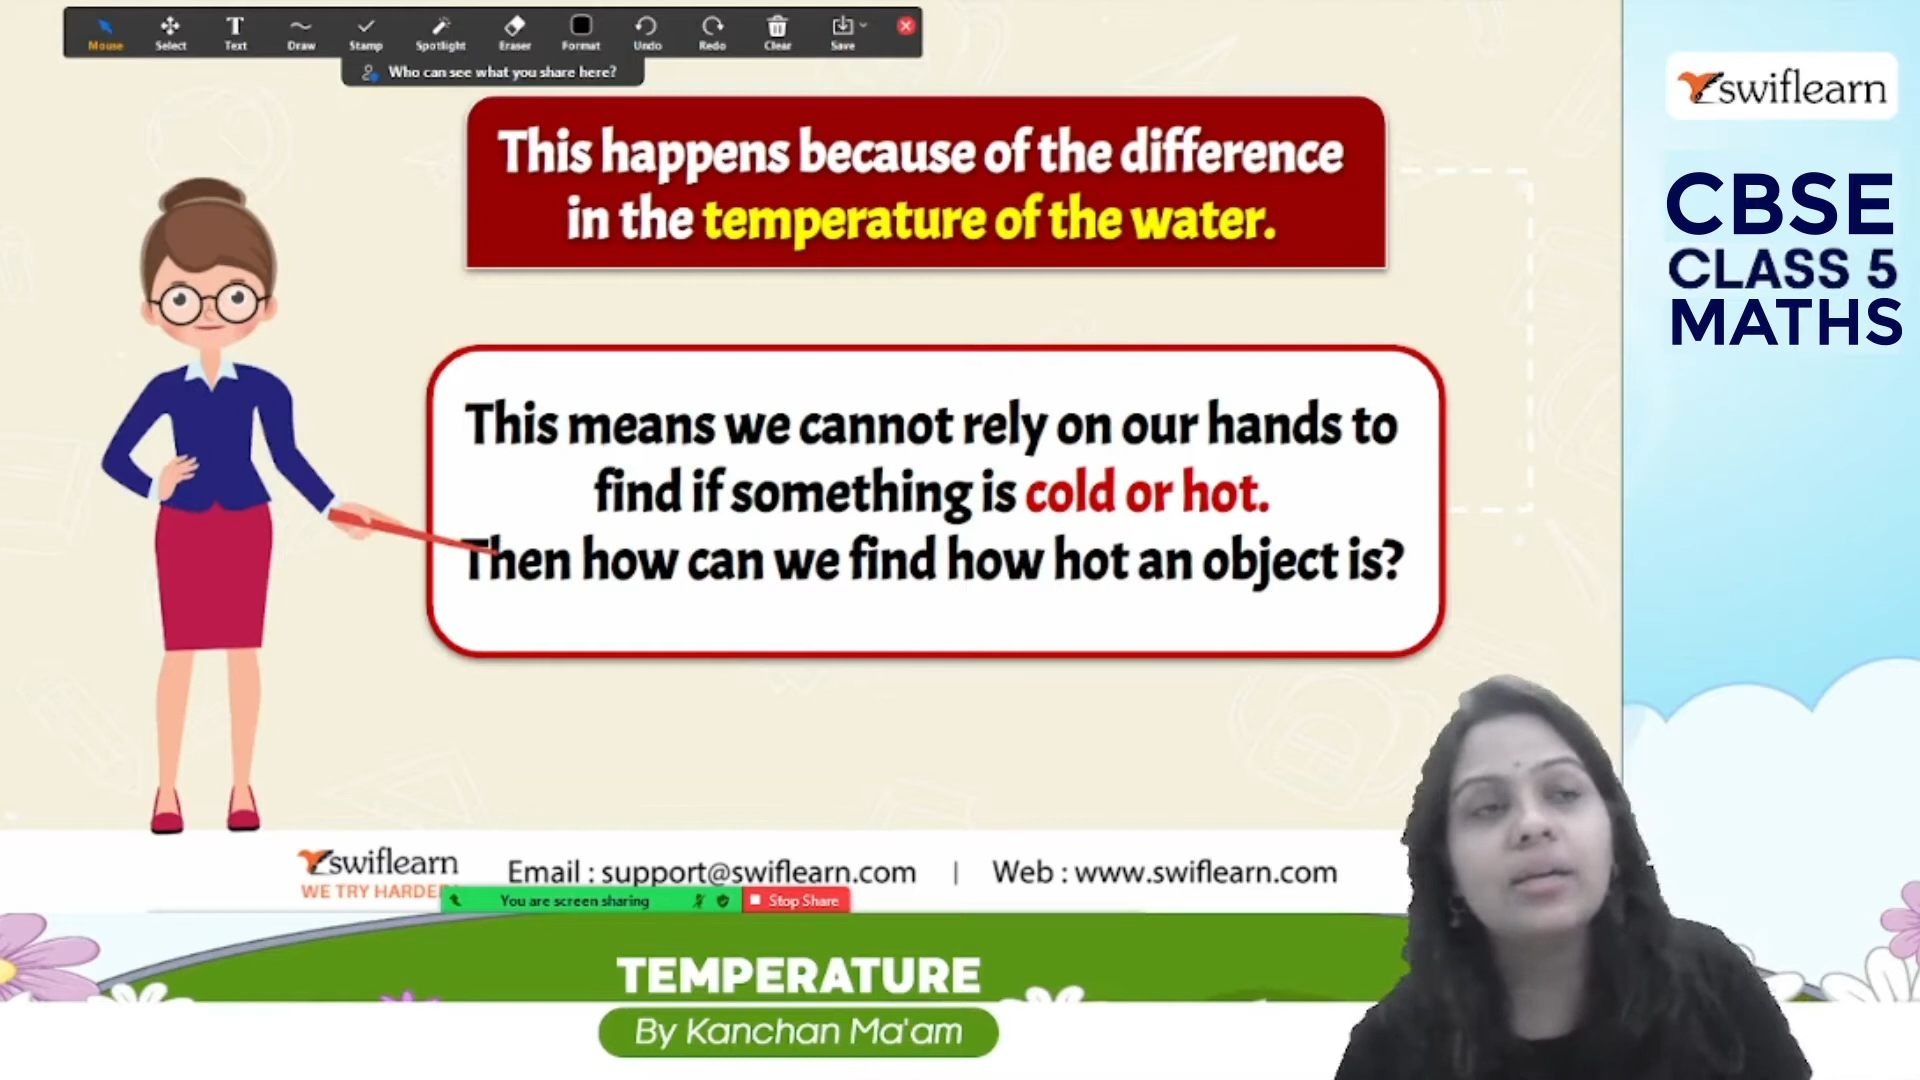 Mouse Select Text Draw Stamp Spotlight Eraser Format Undo Redo Clear Save
Who can see what you share here?
This happens because of the difference
in the temperature of the water.
This means we cannot rely on our hands to
find if something is cold or hot.
Then how can we find how hot an object is?
swiflearn
CBSE
CLASS 5
MATHS
swiflearn
WE TRY HARDER
Email : support@swiflearn.com | Web : www.swiflearn.com
You are screen sharing Stop Share
TEMPERATURE
By Kanchan Ma'am